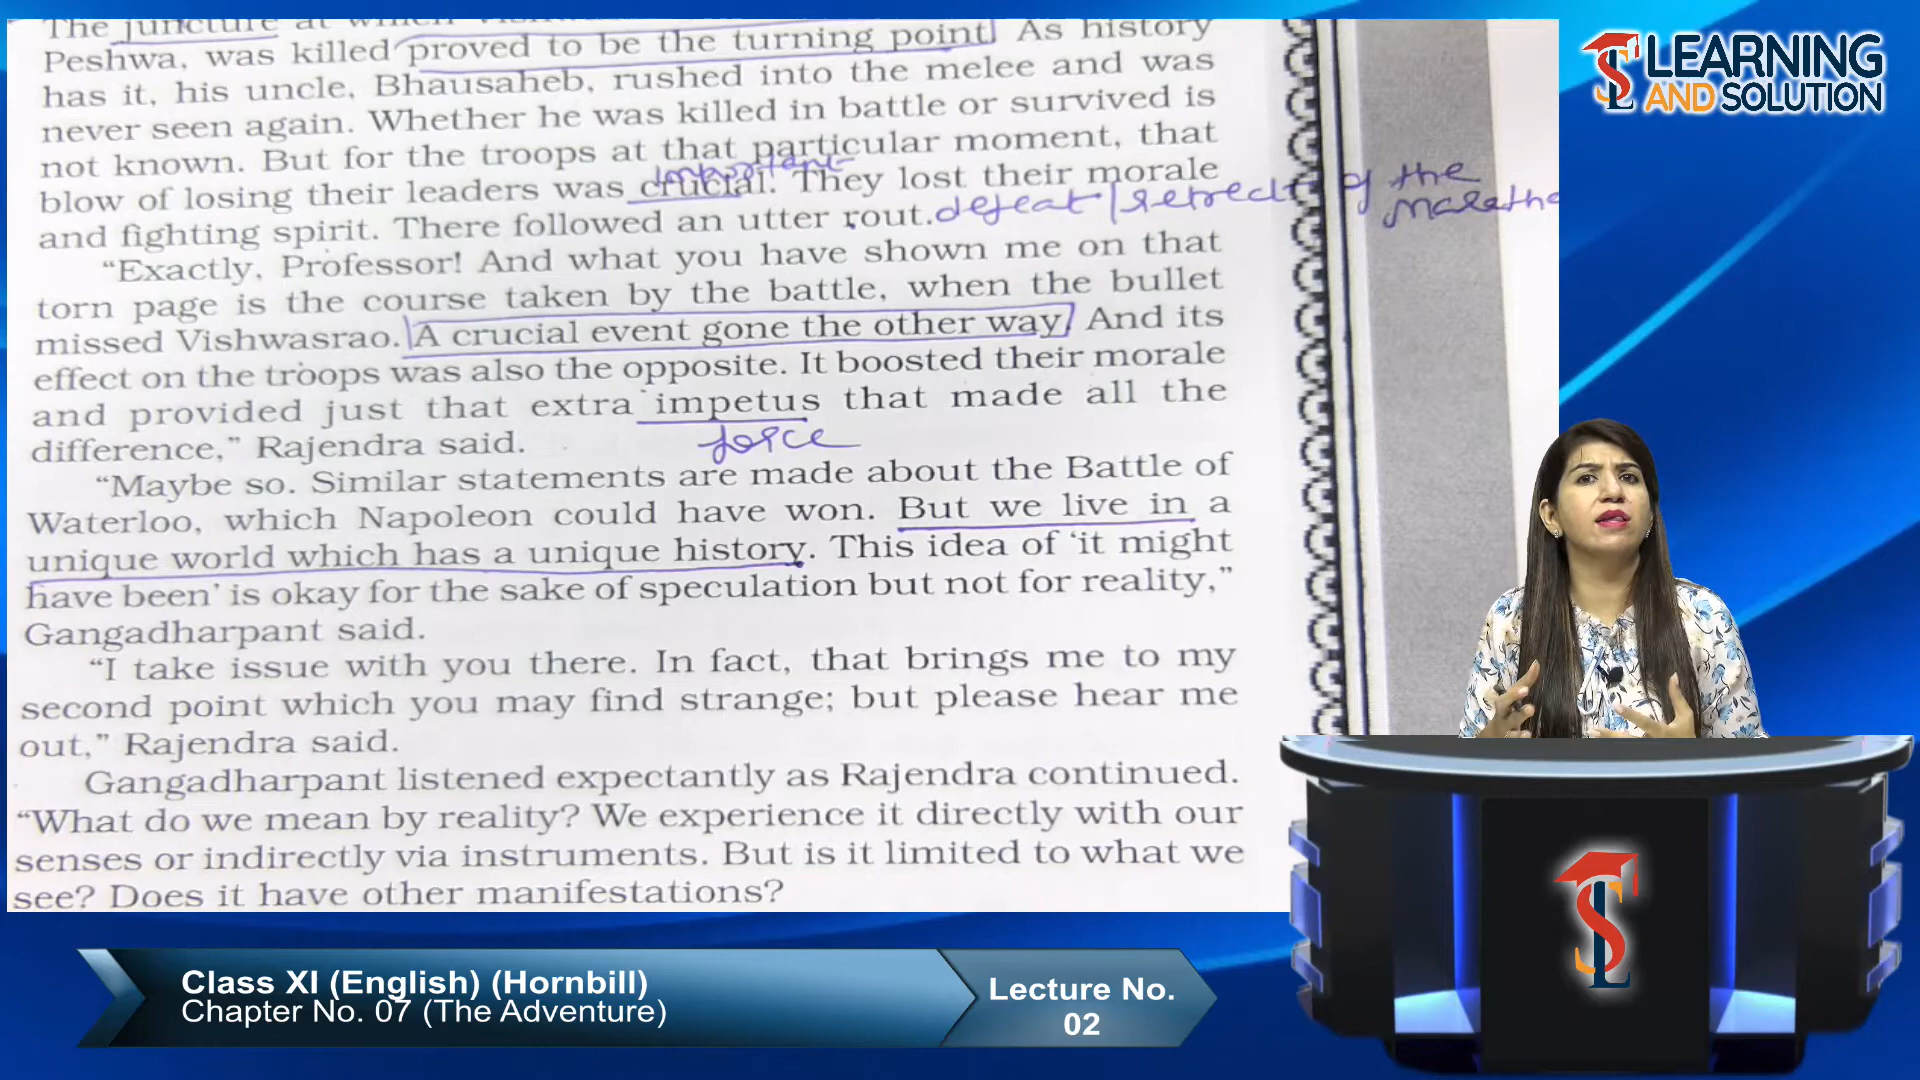 The juncture at which
Peshwa, was killed proved to be the turning point. As history
has it, his uncle, Bhausaheb, rushed into the melee and was
never seen again. Whether he was killed in battle or survived is
not known. But for the troops at that particular moment, that
important
blow of losing their leaders was crucial. They lost their morale
and fighting spirit. There followed an utter rout. defeat/retreat of the
“Exactly, Professor! And what you have shown me on that
torn page is the course taken by the battle, when the bullet
missed Vishwasrao. A crucial event gone the other way. And its
effect on the troops was also the opposite. It boosted their morale
and provided just that extra impetus that made all the
force
difference,” Rajendra said.
“Maybe so. Similar statements are made about the Battle of
Waterloo, which Napoleon could have won. But we live in a
unique world which has a unique history. This idea of ‘it might
have been’ is okay for the sake of speculation but not for reality,”
Gangadharpant said.
“I take issue with you there. In fact, that brings me to my
second point which you may find strange; but please hear me
out,” Rajendra said.
Gangadharpant listened expectantly as Rajendra continued.
“What do we mean by reality? We experience it directly with our
senses or indirectly via instruments. But is it limited to what we
see? Does it have other manifestations?
LEARNING
AND SOLUTION
Class XI (English) (Hornbill)
Chapter No. 07 (The Adventure)
Lecture No.
02